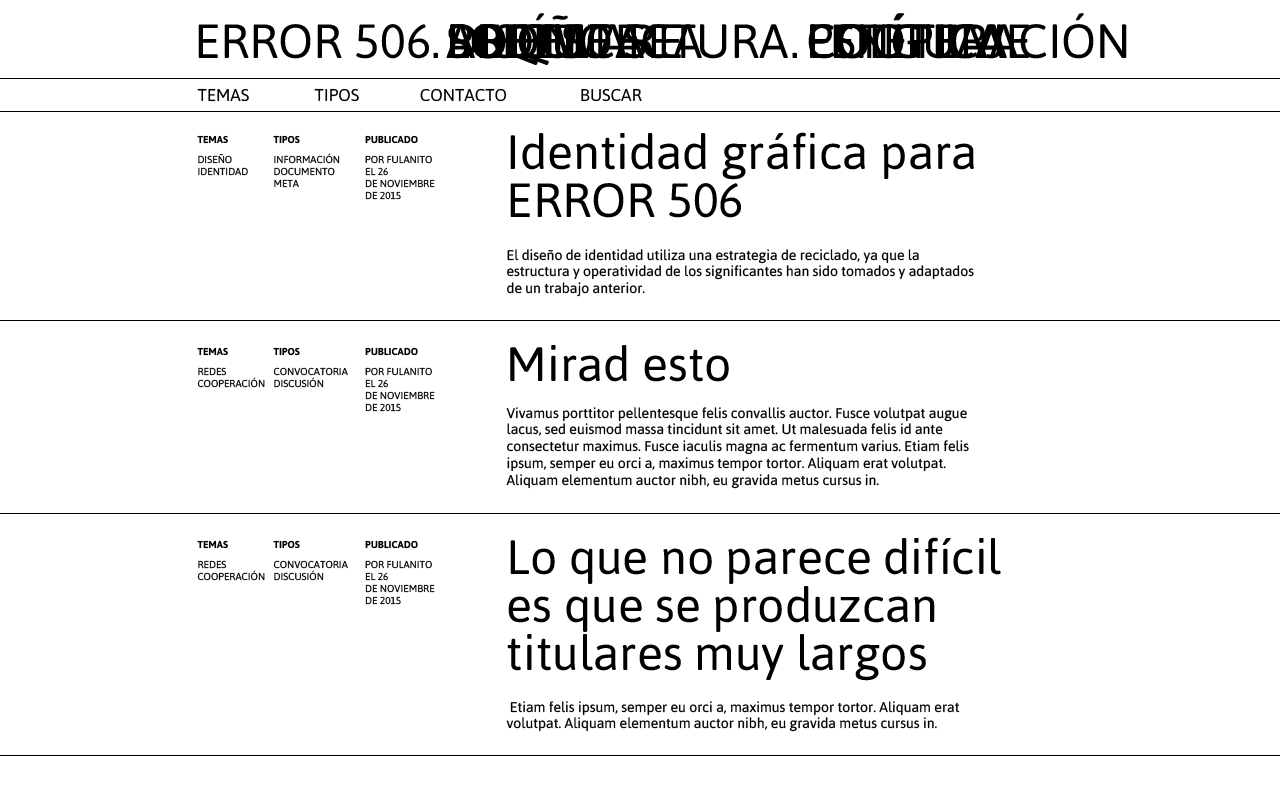 ERROR 506.
TEMAS TIPOS CONTACTO BUSCAR
TEMAS TIPOS PUBLICADO
DISEÑO INFORMACIÓN POR FULANITO
IDENTIDAD DOCUMENTO EL 26
META DE NOVIEMBRE
DE 2015
Identidad gráfica para
ERROR 506
El diseño de identidad utiliza una estrategia de reciclado, ya que la
estructura y operatividad de los significantes han sido tomados y adaptados
de un trabajo anterior.
TEMAS TIPOS PUBLICADO
REDES CONVOCATORIA POR FULANITO
COOPERACIÓN DISCUSIÓN EL 26
DE NOVIEMBRE
DE 2015
Mirad esto
Vivamus porttitor pellentesque felis convallis auctor. Fusce volutpat augue
lacus, sed euismod massa tincidunt sit amet. Ut malesuada felis id ante
consectetur maximus. Fusce iaculis magna ac fermentum varius. Etiam felis
ipsum, semper eu orci a, maximus tempor tortor. Aliquam erat volutpat.
Aliquam elementum auctor nibh, eu gravida metus cursus in.
TEMAS TIPOS PUBLICADO
REDES CONVOCATORIA POR FULANITO
COOPERACIÓN DISCUSIÓN EL 26
DE NOVIEMBRE
DE 2015
Lo que no parece difícil
es que se produzcan
titulares muy largos
Etiam felis ipsum, semper eu orci a, maximus tempor tortor. Aliquam erat
volutpat. Aliquam elementum auctor nibh, eu gravida metus cursus in.